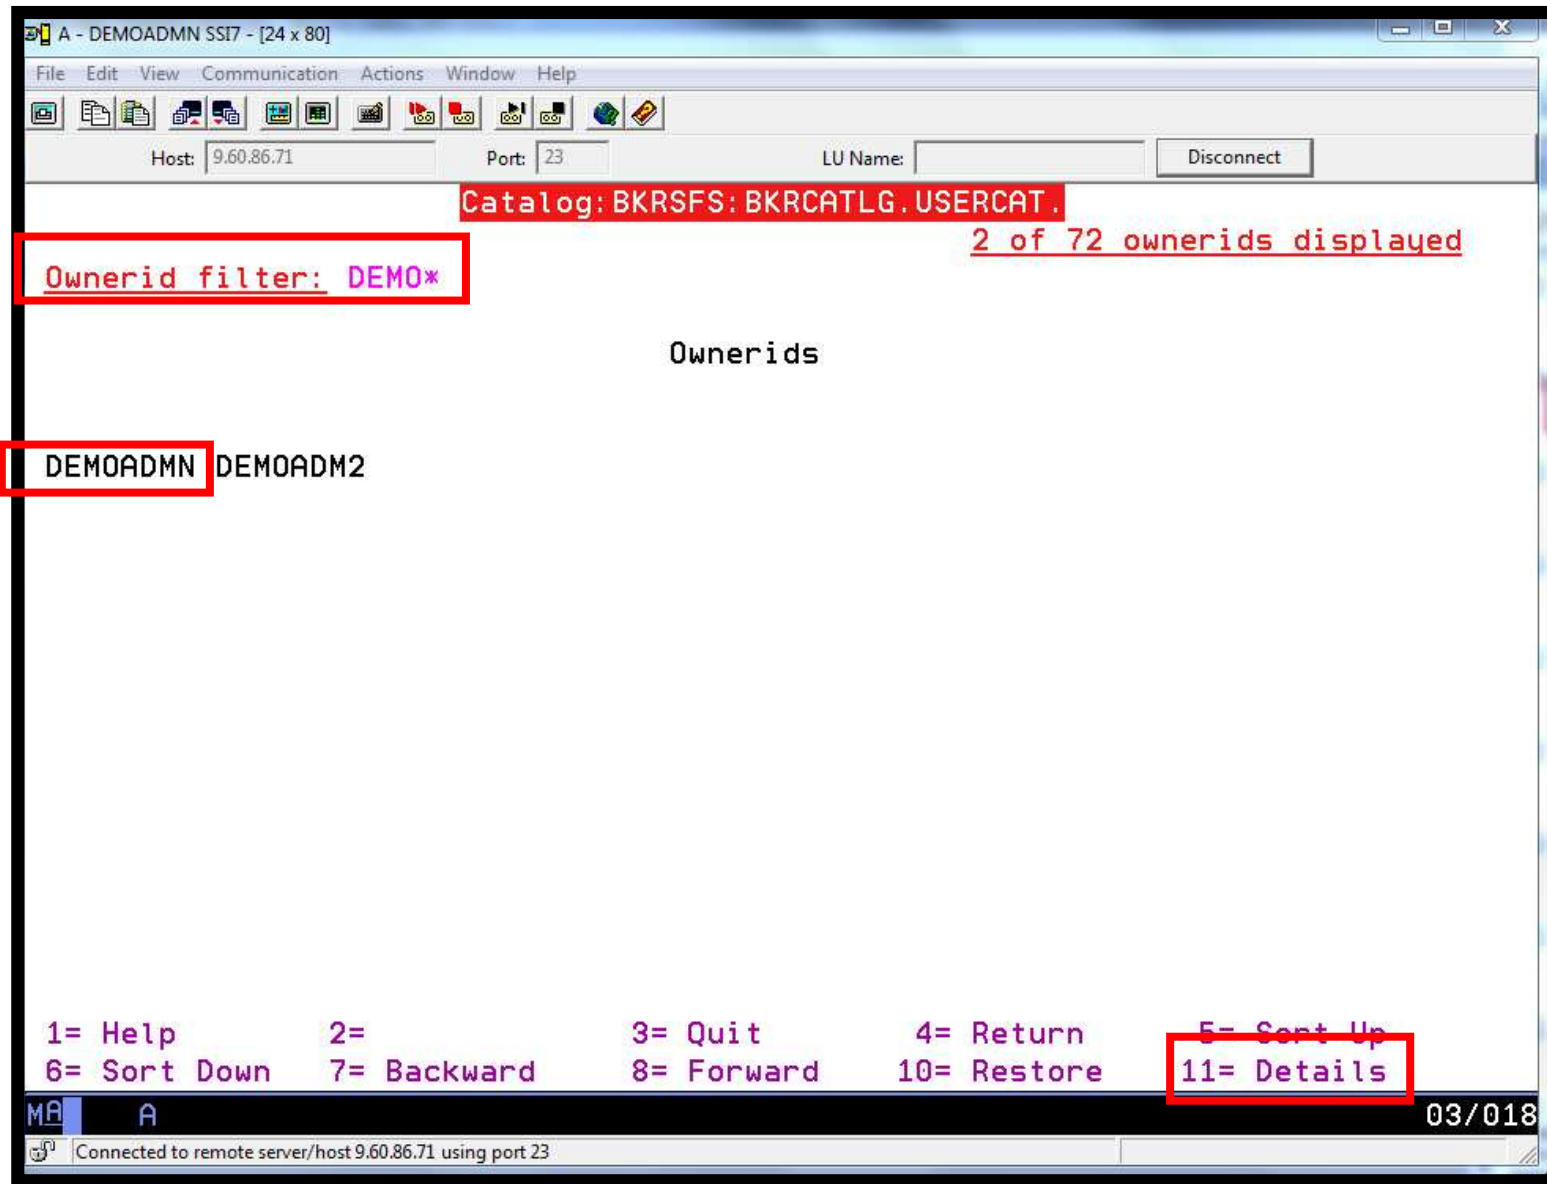 A - DEMOADMN SSI7 - [24 x 80]
File Edit View Communication Actions Window Help
Host: 9.60.86.71 Port: 23 LU Name: Disconnect
Catalog:BKRSFS:BKRCATLG.USERCAT.
2 of 72 ownerids displayed
Ownerid filter: DEMO*
Ownerids
DEMOADMN DEMOADM2
1= Help 2= 3= Quit 4= Return 5= Sort Up
6= Sort Down 7= Backward 8= Forward 10= Restore 11= Details
MA A 03/018
Connected to remote server/host 9.60.86.71 using port 23